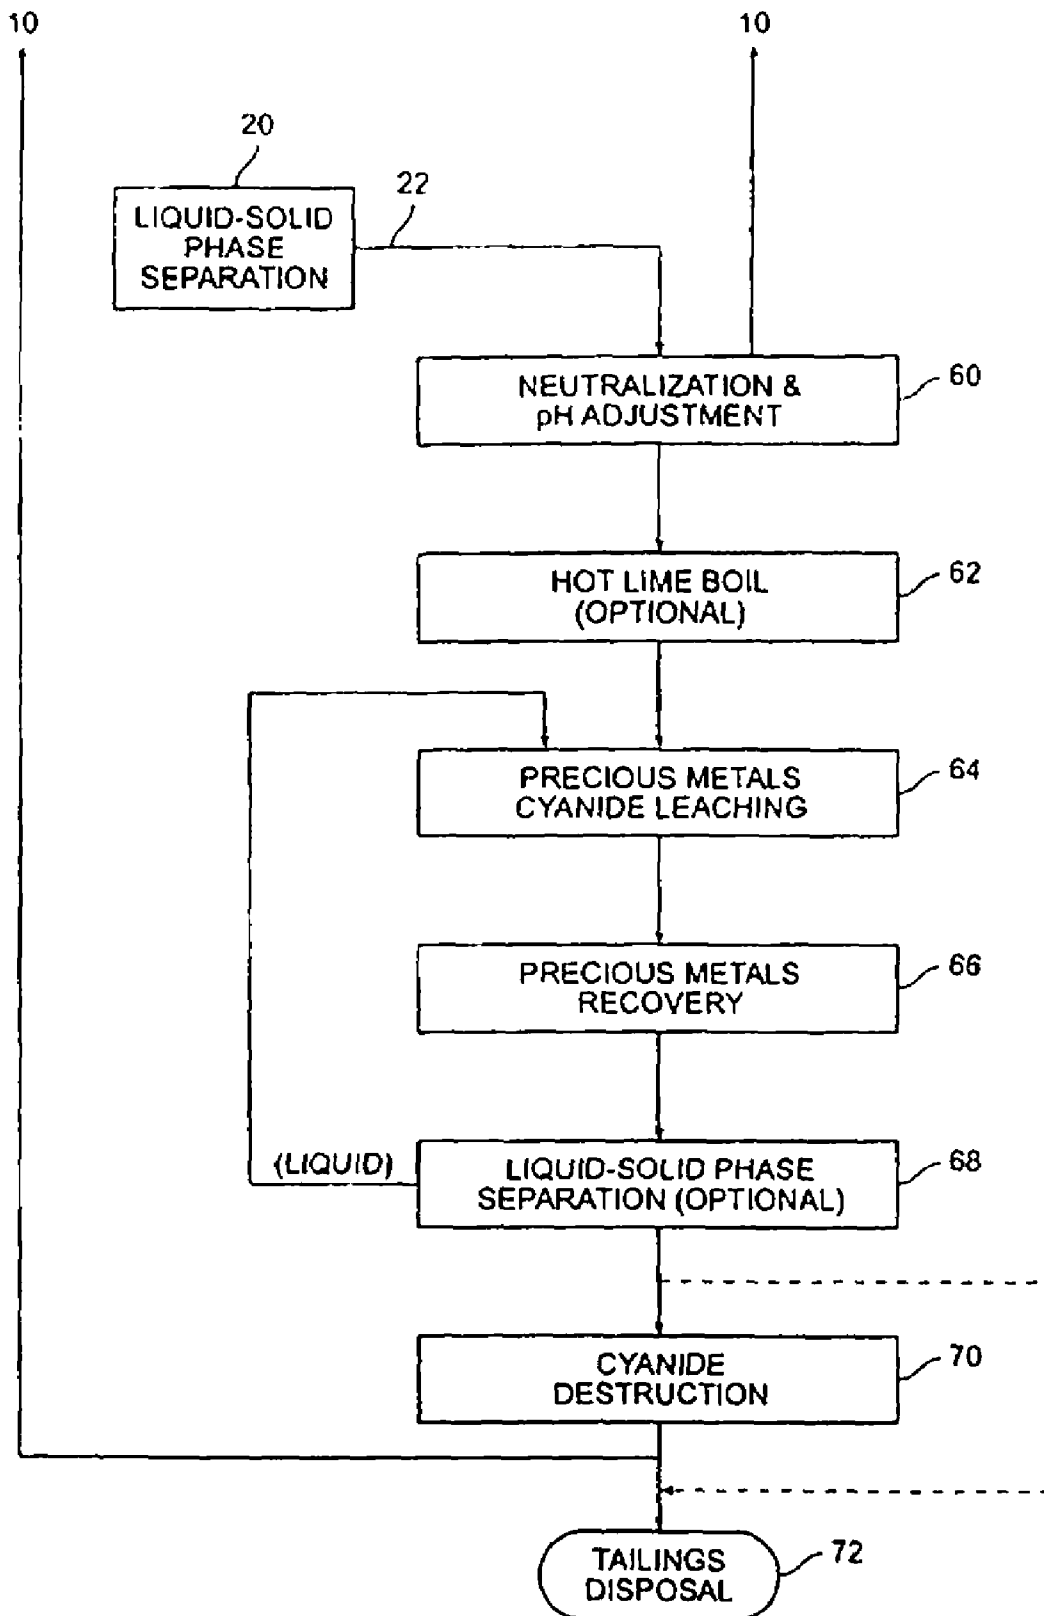 10
10
20
22
LIQUID-SOLID
PHASE
SEPARATION
NEUTRALIZATION &
pH ADJUSTMENT
60
HOT LIME BOIL
(OPTIONAL)
62
PRECIOUS METALS
CYANIDE LEACHING
64
PRECIOUS METALS
RECOVERY
66
(LIQUID)
LIQUID-SOLID PHASE
SEPARATION (OPTIONAL)
68
CYANIDE
DESTRUCTION
70
TAILINGS
DISPOSAL
72